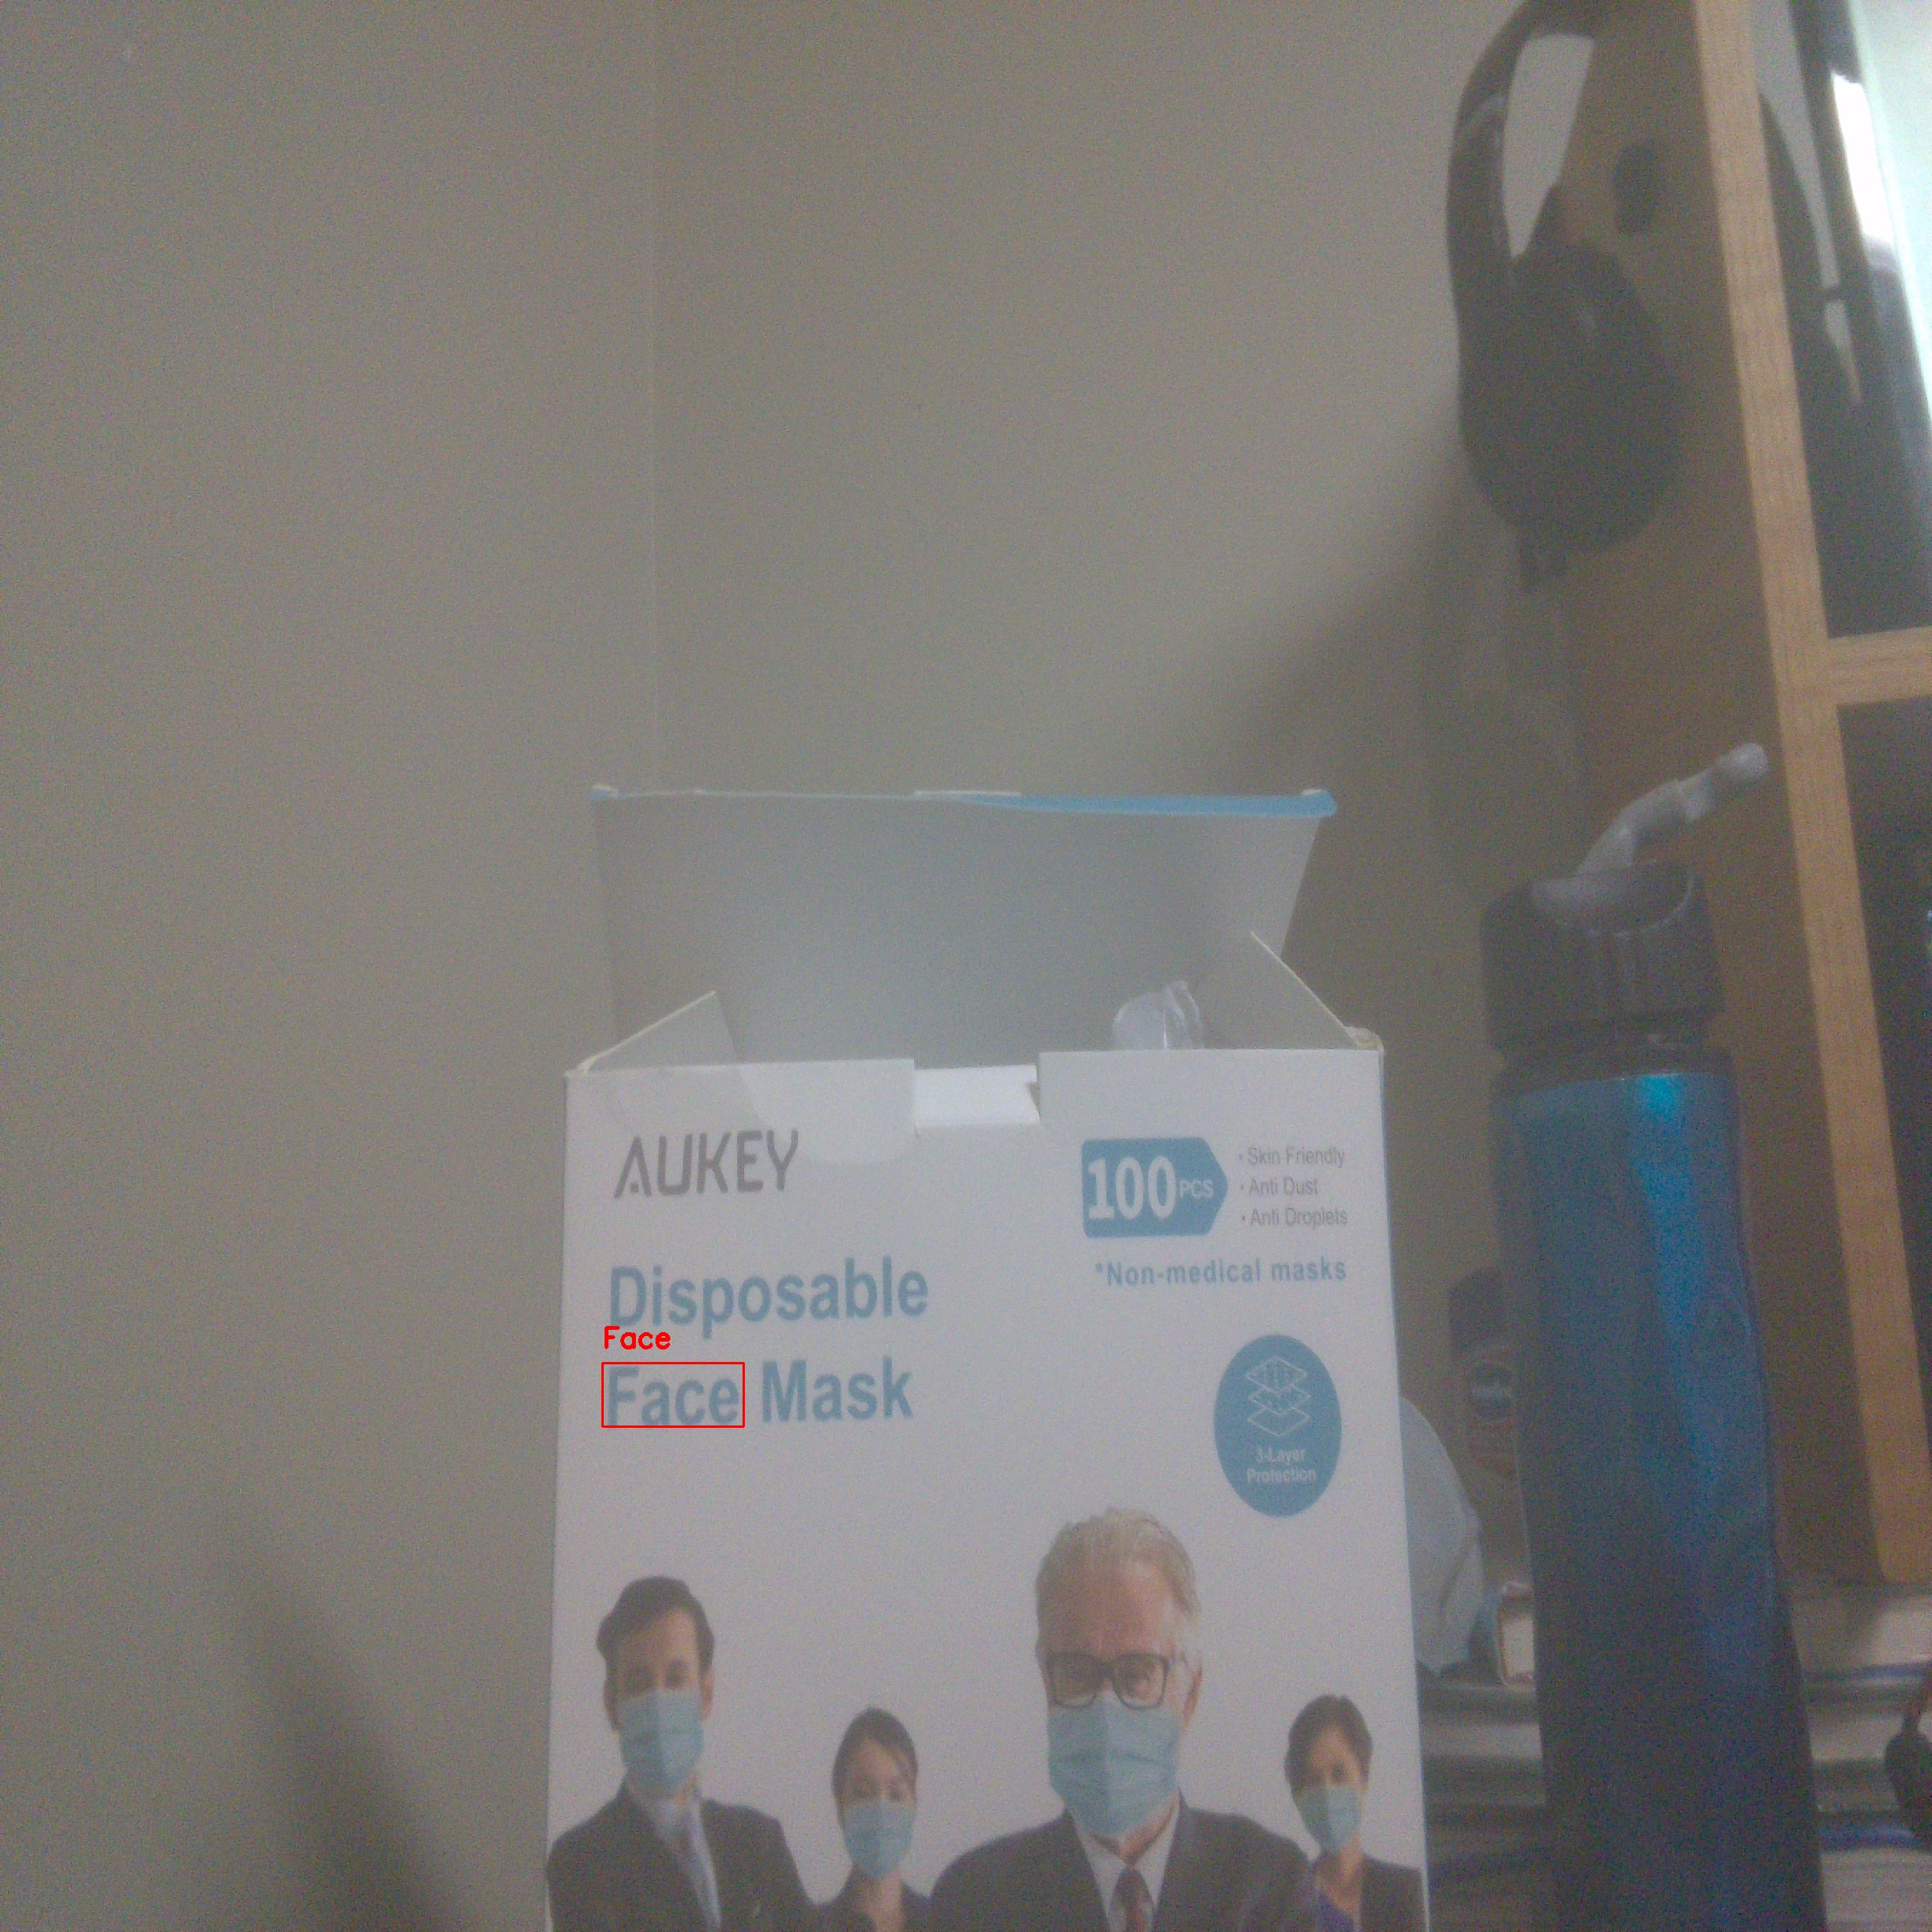 AUKEY
100 PCS
• Skin Friendly
• Anti Dust
• Anti Droplets
*Non-medical masks
Disposable
Face
Face Mask
3-Layer
Protection